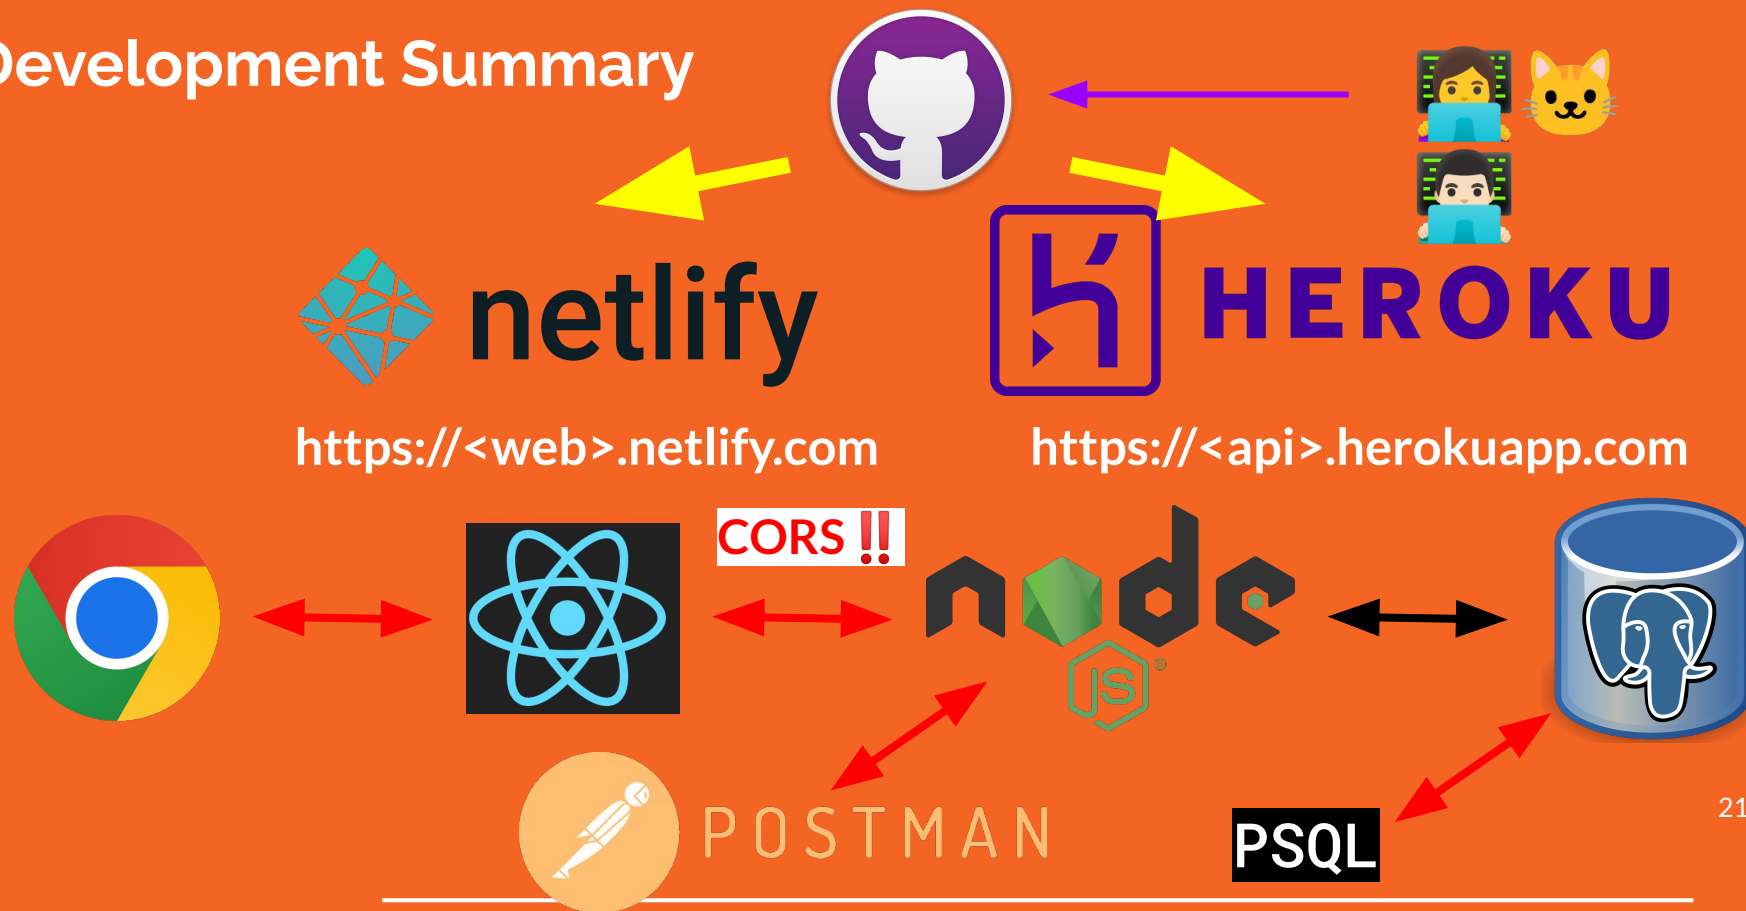 Development Summary
netlify
HEROKU
https://<web>.netlify.com
https://<api>.herokuapp.com
CORS ‼️
node
JS®
POSTMAN
PSQL
21